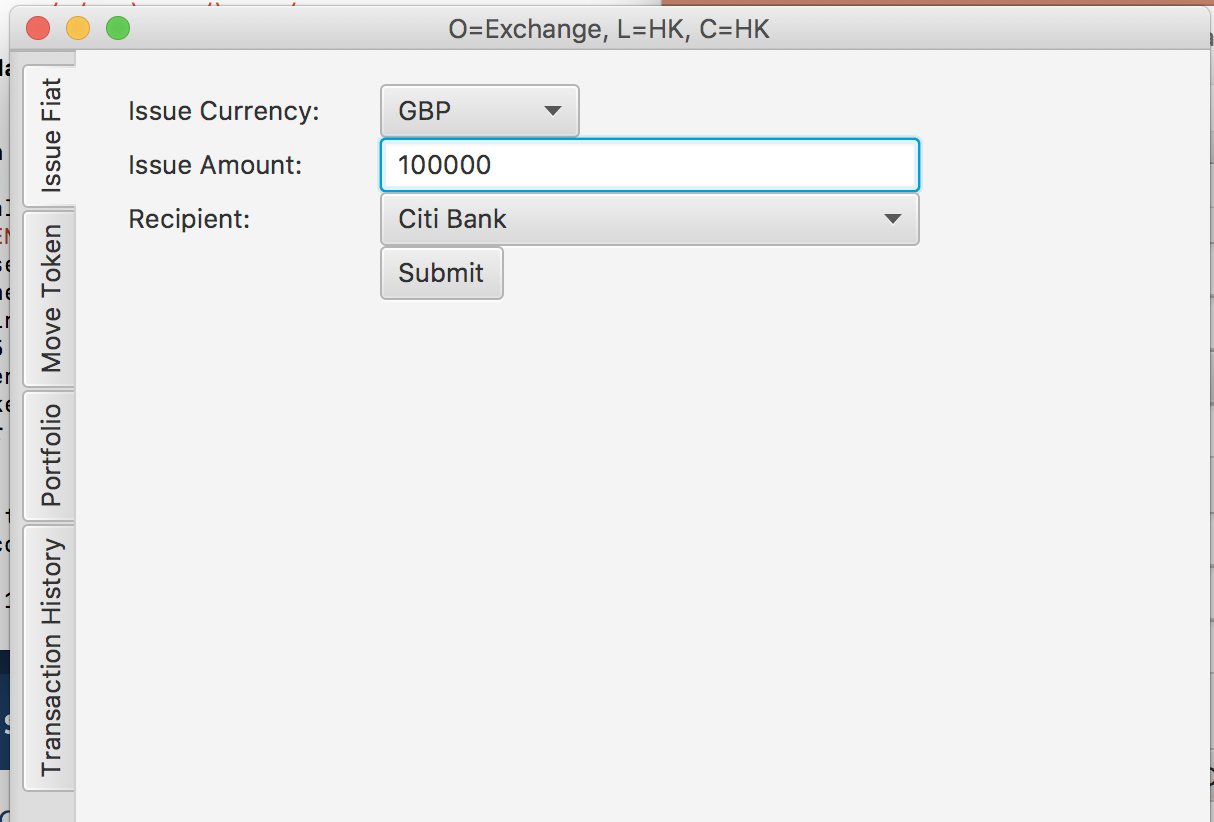 O=Exchange, L=HK, C=HK
Issue Fiat
Move Token
Portfolio
Transaction History
Issue Currency: GBP
Issue Amount: 100000
Recipient: Citi Bank
Submit